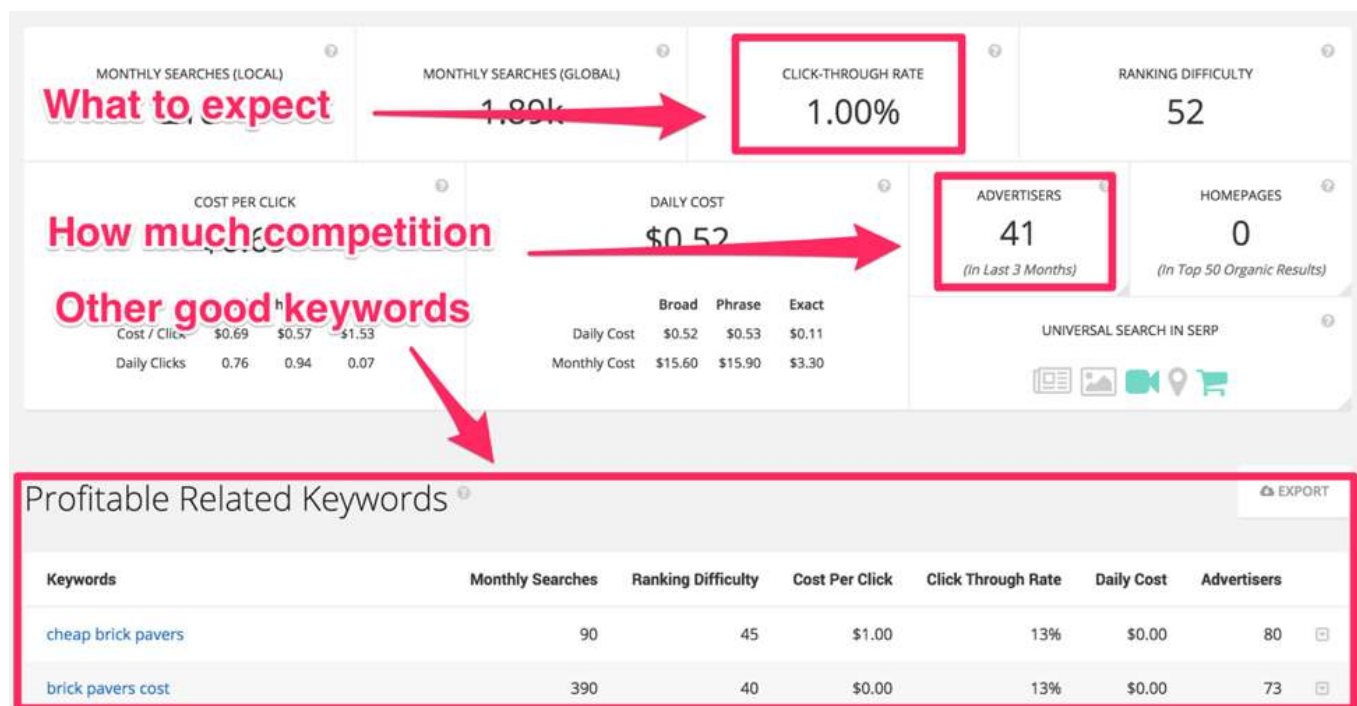 MONTHLY SEARCHES (LOCAL)
MONTHLY SEARCHES (GLOBAL)
CLICK-THROUGH RATE
RANKING DIFFICULTY
What to expect
1.89k
1.00%
52
COST PER CLICK
DAILY COST
ADVERTISERS
HOMEPAGES
How much competition
$0.52
41
0
(In Last 3 Months)
(In Top 50 Organic Results)
Other good keywords
Broad Phrase Exact
Cost / Click $0.69 $0.57 $1.53
Daily Cost $0.52 $0.53 $0.11
UNIVERSAL SEARCH IN SERP
Daily Clicks 0.76 0.94 0.07
Monthly Cost $15.60 $15.90 $3.30
Profitable Related Keywords
EXPORT
Keywords Monthly Searches Ranking Difficulty Cost Per Click Click Through Rate Daily Cost Advertisers
cheap brick pavers 90 45 $1.00 13% $0.00 80
brick pavers cost 390 40 $0.00 13% $0.00 73